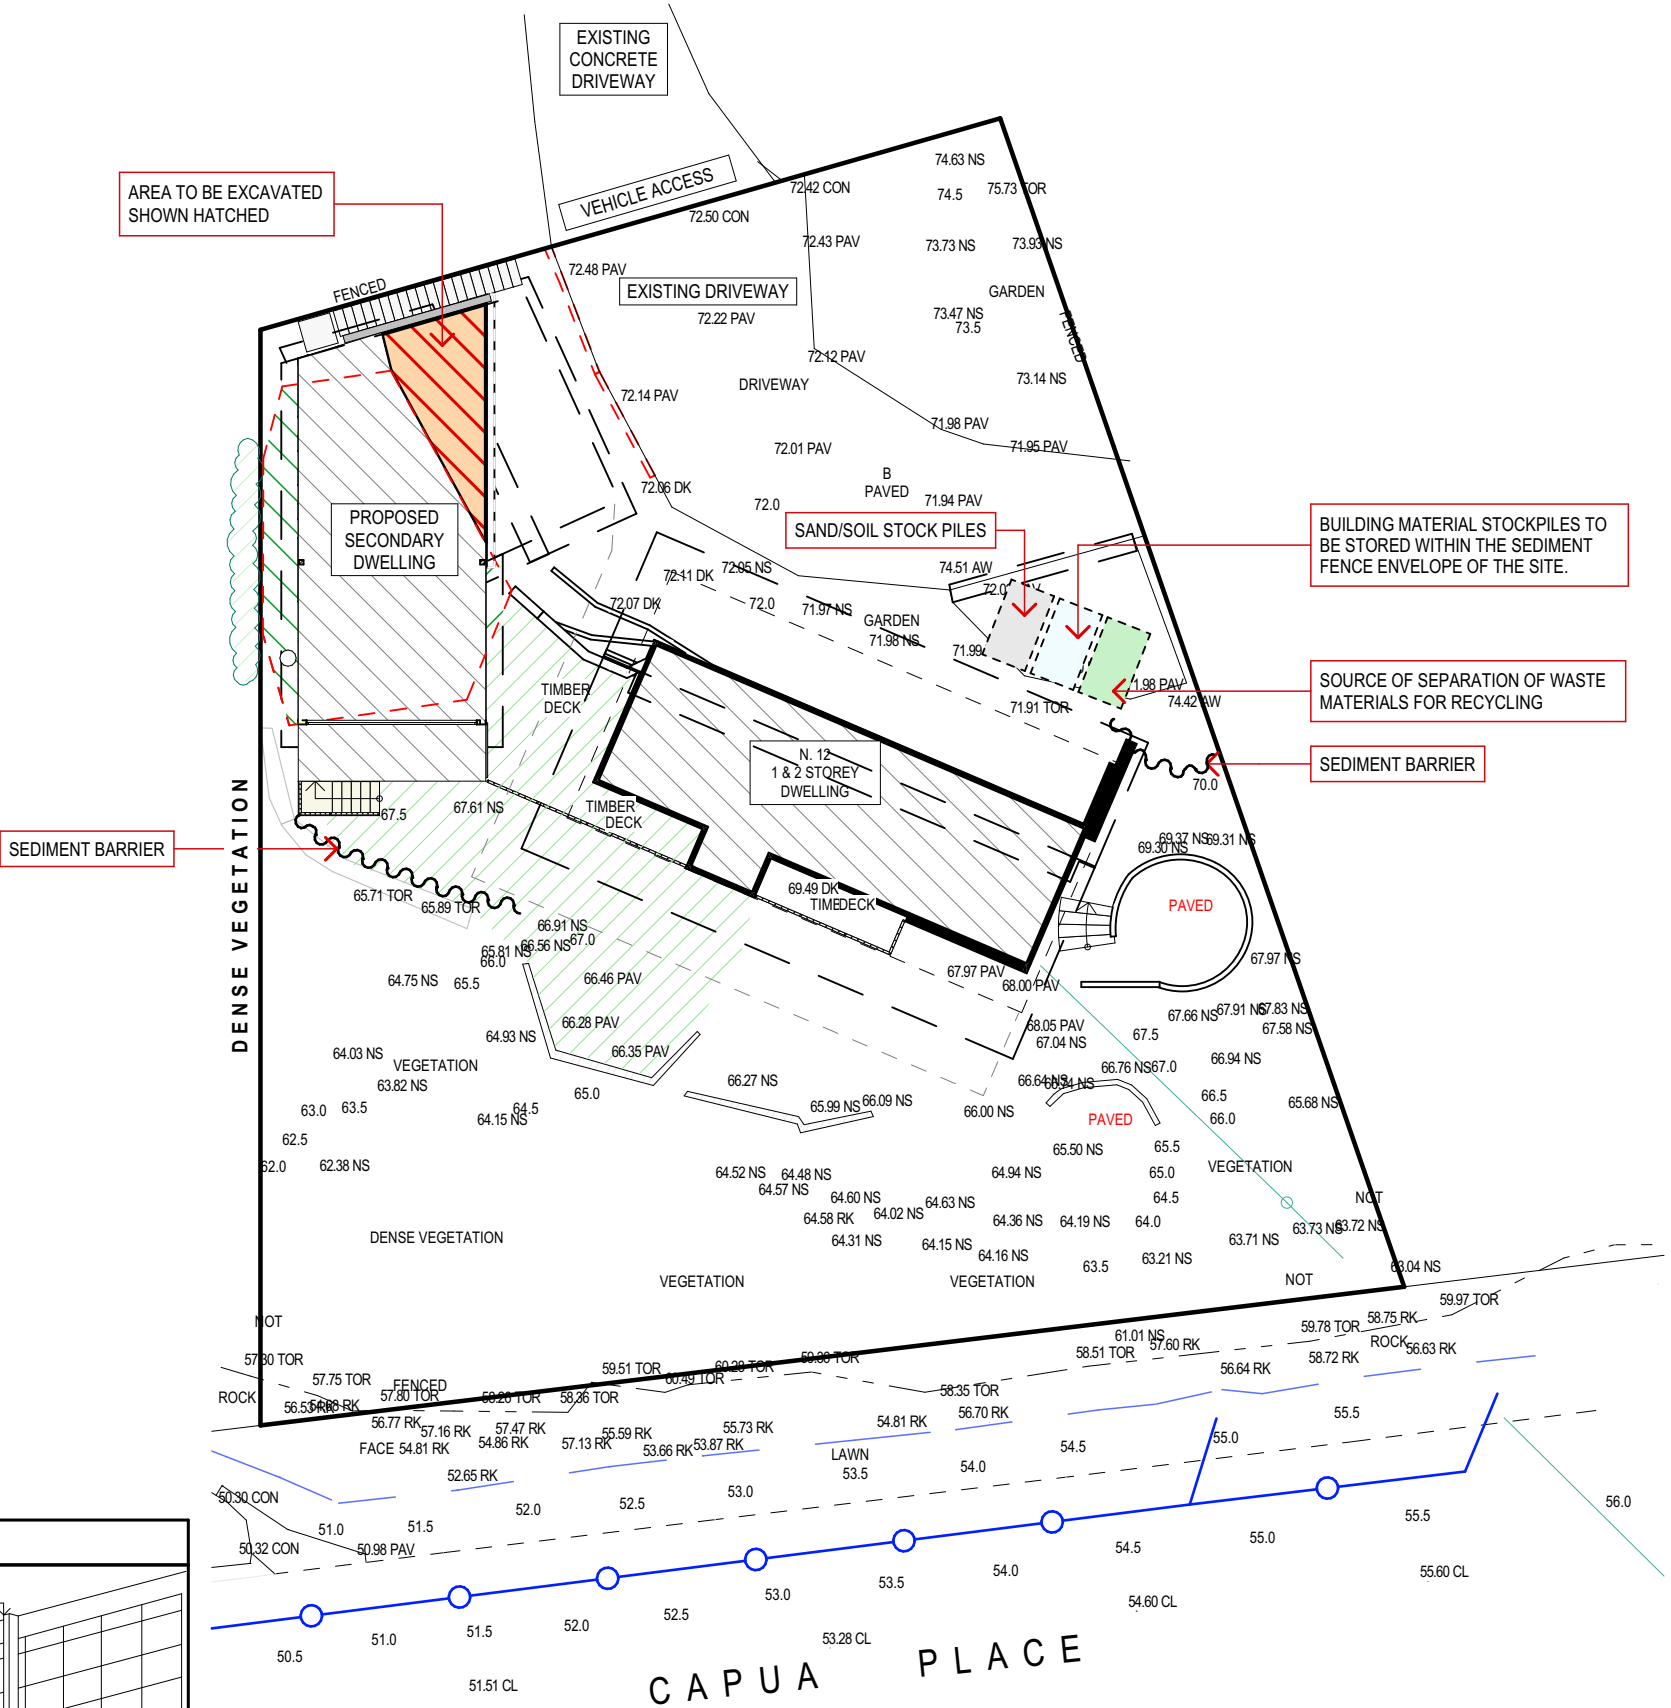 EXISTING
CONCRETE
DRIVEWAY
VEHICLE ACCESS
AREA TO BE EXCAVATED
SHOWN HATCHED
74.63 NS
74.5
75.73 TOR
72.42 CON
72.50 CON
72.43 PAV
73.73 NS
73.93 NS
72.48 PAV
FENCED
EXISTING DRIVEWAY
GARDEN
72.22 PAV
73.47 NS
73.5
FENCED
72.12 PAV
DRIVEWAY
73.14 NS
72.14 PAV
71.98 PAV
72.01 PAV
71.95 PAV
B
PAVED
72.06 DK
72.0
71.94 PAV
PROPOSED
SECONDARY
DWELLING
SAND/SOIL STOCK PILES
BUILDING MATERIAL STOCKPILES TO
BE STORED WITHIN THE SEDIMENT
FENCE ENVELOPE OF THE SITE.
72.11 DK
72.05 NS
74.51 AW
72.07 DK
72.0
71.97 NS
GARDEN
71.98 NS
71.99
SOURCE OF SEPARATION OF WASTE
MATERIALS FOR RECYCLING
1.98 PAV
74.42 AW
71.91 TOR
TIMBER
DECK
N. 12
1 & 2 STOREY
DWELLING
SEDIMENT BARRIER
70.0
67.5
67.61 NS
TIMBER
DECK
DENSE VEGETATION
SEDIMENT BARRIER
69.37 NS
69.31 NS
69.30 NS
65.71 TOR
65.89 TOR
69.49 DK
DECK
PAVED
66.91 NS
67.0
66.56 NS
65.81 NS
66.0
67.97 NS
64.75 NS
65.5
66.46 PAV
67.97 PAV
68.00 PAV
66.28 PAV
68.05 PAV
67.04 NS
67.5
67.66 NS
67.91 NS
67.83 NS
67.58 NS
64.93 NS
66.35 PAV
64.03 NS
VEGETATION
63.82 NS
66.94 NS
66.76 NS
67.0
66.64 NS
66.74 NS
66.27 NS
65.0
66.5
63.0
63.5
64.5
64.15 NS
65.99 NS
66.09 NS
66.00 NS
PAVED
66.0
65.68 NS
62.5
62.0
62.38 NS
65.50 NS
65.5
64.52 NS
64.48 NS
64.57 NS
64.94 NS
65.0
VEGETATION
64.60 NS
64.63 NS
64.5
NOT
64.58 RK
64.02 NS
64.36 NS
64.19 NS
64.0
63.73 NS
63.72 NS
DENSE VEGETATION
64.31 NS
64.15 NS
64.16 NS
63.71 NS
63.21 NS
63.5
63.04 NS
VEGETATION
VEGETATION
NOT
NOT
59.97 TOR
58.75 RK
59.78 TOR
ROCK
61.01 NS
57.60 RK
56.63 RK
57.30 TOR
59.51 TOR
60.28 TOR
58.51 TOR
58.72 RK
56.64 RK
57.75 TOR
60.49 TOR
FENCED
57.80 TOR
ROCK
58.36 TOR
58.35 TOR
56.53 RK
56.70 RK
55.5
56.77 RK
57.16 RK
57.47 RK
55.59 RK
55.73 RK
54.81 RK
FACE
54.81 RK
54.86 RK
57.13 RK
53.66 RK
53.87 RK
LAWN
54.5
55.0
52.65 RK
53.5
54.0
50.30 CON
52.0
52.5
53.0
56.0
51.0
51.5
55.5
50.32 CON
50.98 PAV
54.5
55.0
54.0
55.60 CL
53.5
53.0
54.60 CL
52.5
52.0
51.5
51.0
50.5
53.28 CL
51.51 CL
CAPUA PLACE